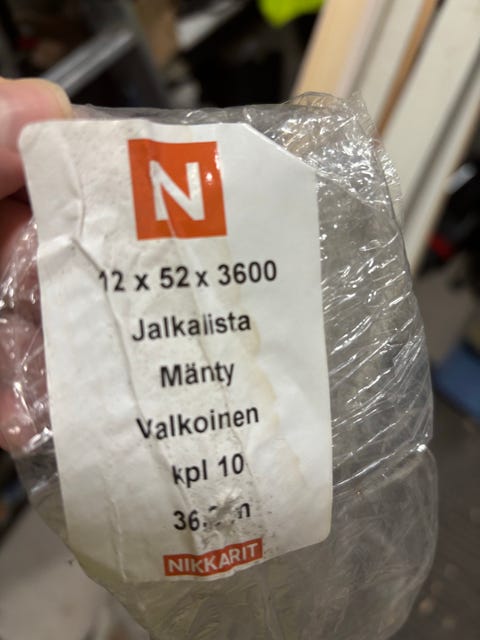 N
12 x 52 x 3600
Jalkalista
Mänty
Valkoinen
kpl 10
NIKKARIT